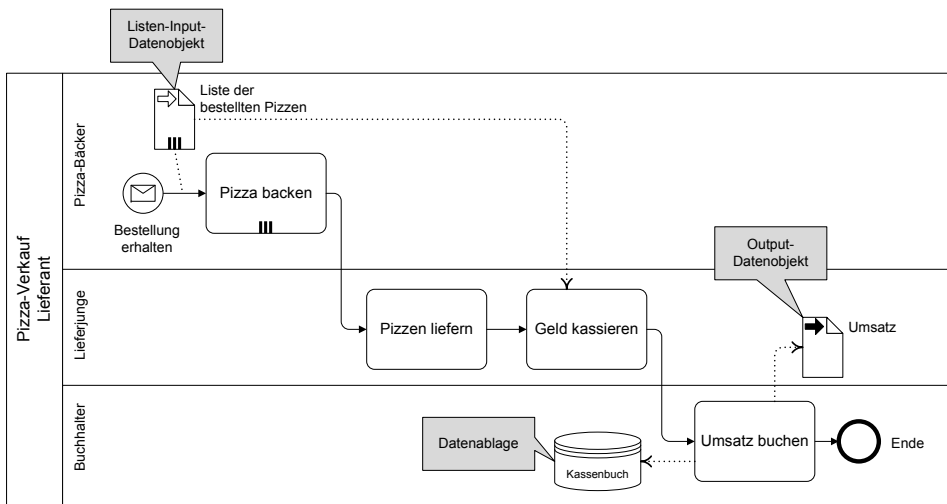 Listen-Input-
Datenobjekt
Liste der
bestellten Pizzen
Pizza-Bäcker
Pizza backen
Bestellung
erhalten
Output-
Datenobjekt
Pizza-Verkauf
Lieferant
Lieferjunge
Pizzen liefern
Geld kassieren
Umsatz
Buchhalter
Datenablage
Kassenbuch
Umsatz buchen
Ende